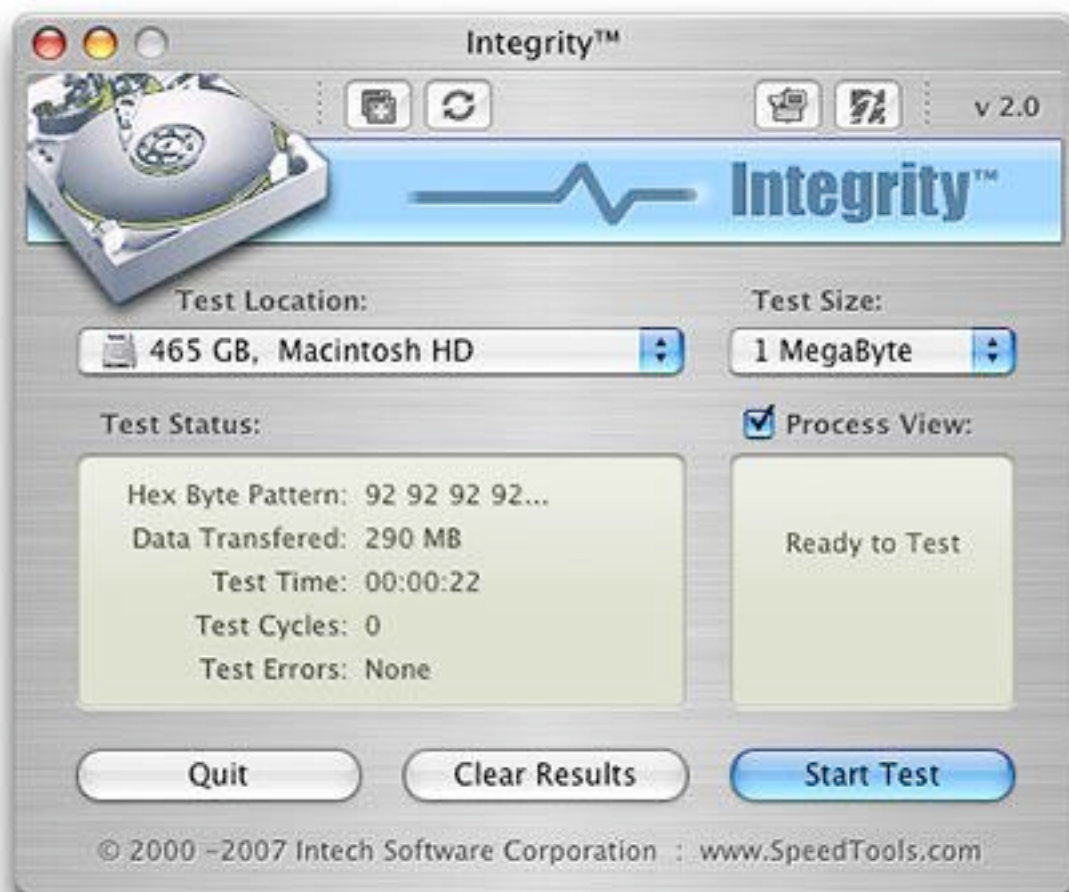 Integrity™
v 2.0
Integrity™
Test Location:
Test Size:
465 GB, Macintosh HD
1 MegaByte
Test Status:
Process View:
Hex Byte Pattern: 92 92 92 92...
Data Transfered: 290 MB
Test Time: 00:00:22
Test Cycles: 0
Test Errors: None
Ready to Test
Quit
Clear Results
Start Test
© 2000 –2007 Intech Software Corporation : www.SpeedTools.com